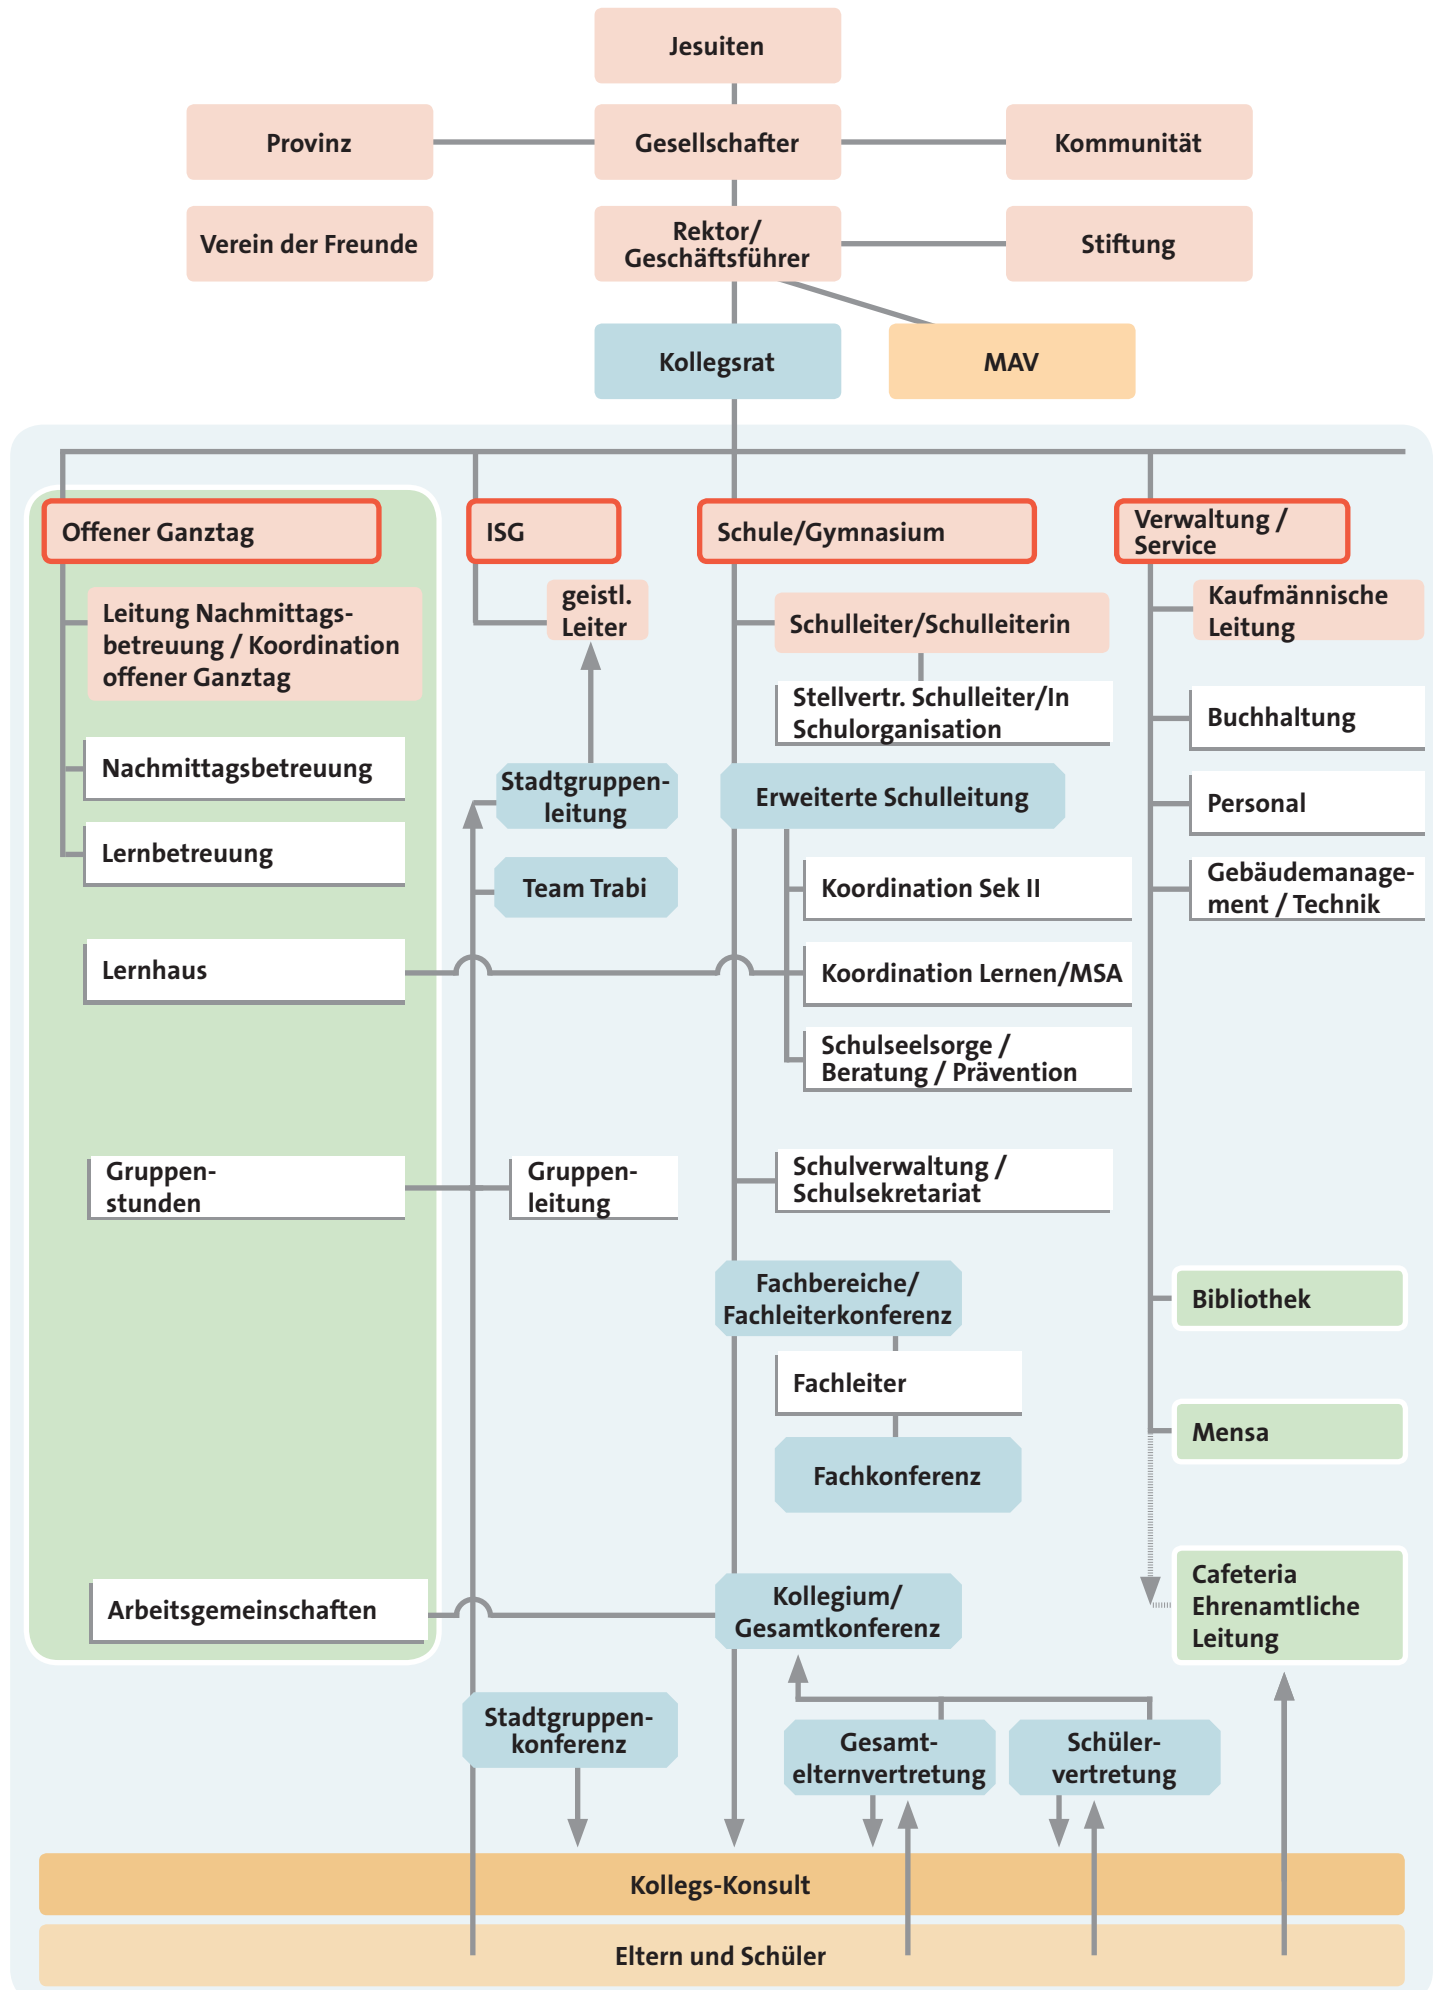 Jesuiten
Provinz
Gesellschafter
Kommunität
Verein der Freunde
Rektor/
Geschäftsführer
Stiftung
Kollegsrat
MAV
Offener Ganztag
ISG
Schule/Gymnasium
Verwaltung /
Service
Leitung Nachmittags-
betreuung / Koordination
offener Ganztag
geistl.
Leiter
Schulleiter/Schulleiterin
Kaufmännische
Leitung
Stellvertr. Schulleiter/In
Schulorganisation
Buchhaltung
Nachmittagsbetreuung
Stadtgruppen-
leitung
Erweiterte Schulleitung
Personal
Lernbetreuung
Team Trabi
Koordination Sek II
Gebäudemanage-
ment / Technik
Lernhaus
Koordination Lernen/MSA
Schulseelsorge /
Beratung / Prävention
Gruppen-
stunden
Gruppen-
leitung
Schulverwaltung /
Schulsekretariat
Fachbereiche/
Fachleiterkonferenz
Bibliothek
Fachleiter
Mensa
Fachkonferenz
Arbeitsgemeinschaften
Kollegium/
Gesamtkonferenz
Cafeteria
Ehrenamtliche
Leitung
Stadtgruppen-
konferenz
Gesamt-
elternvertretung
Schüler-
vertretung
Kollegs-Konsult
Eltern und Schüler